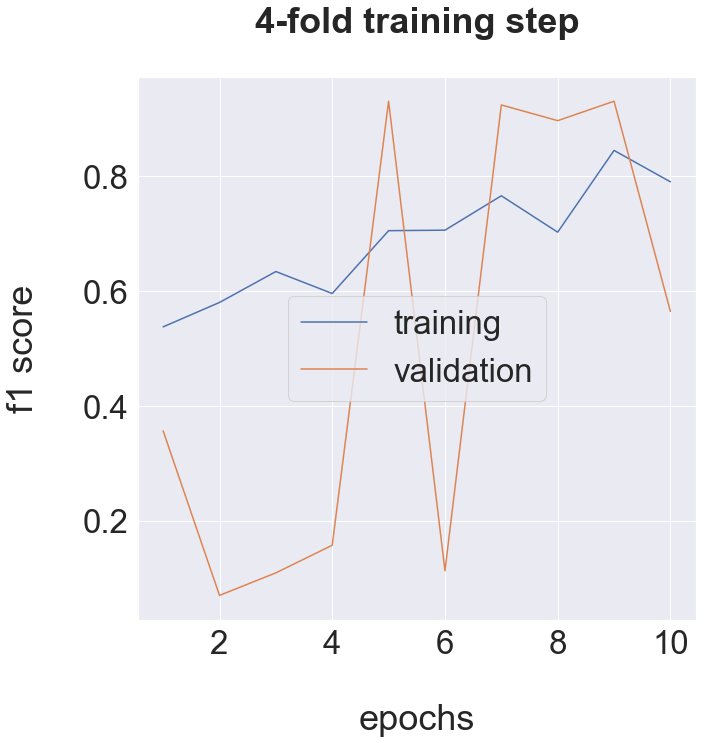 4-fold training step
f1 score
0.8
0.6
0.4
0.2
training
validation
2 4 6 8 10
epochs